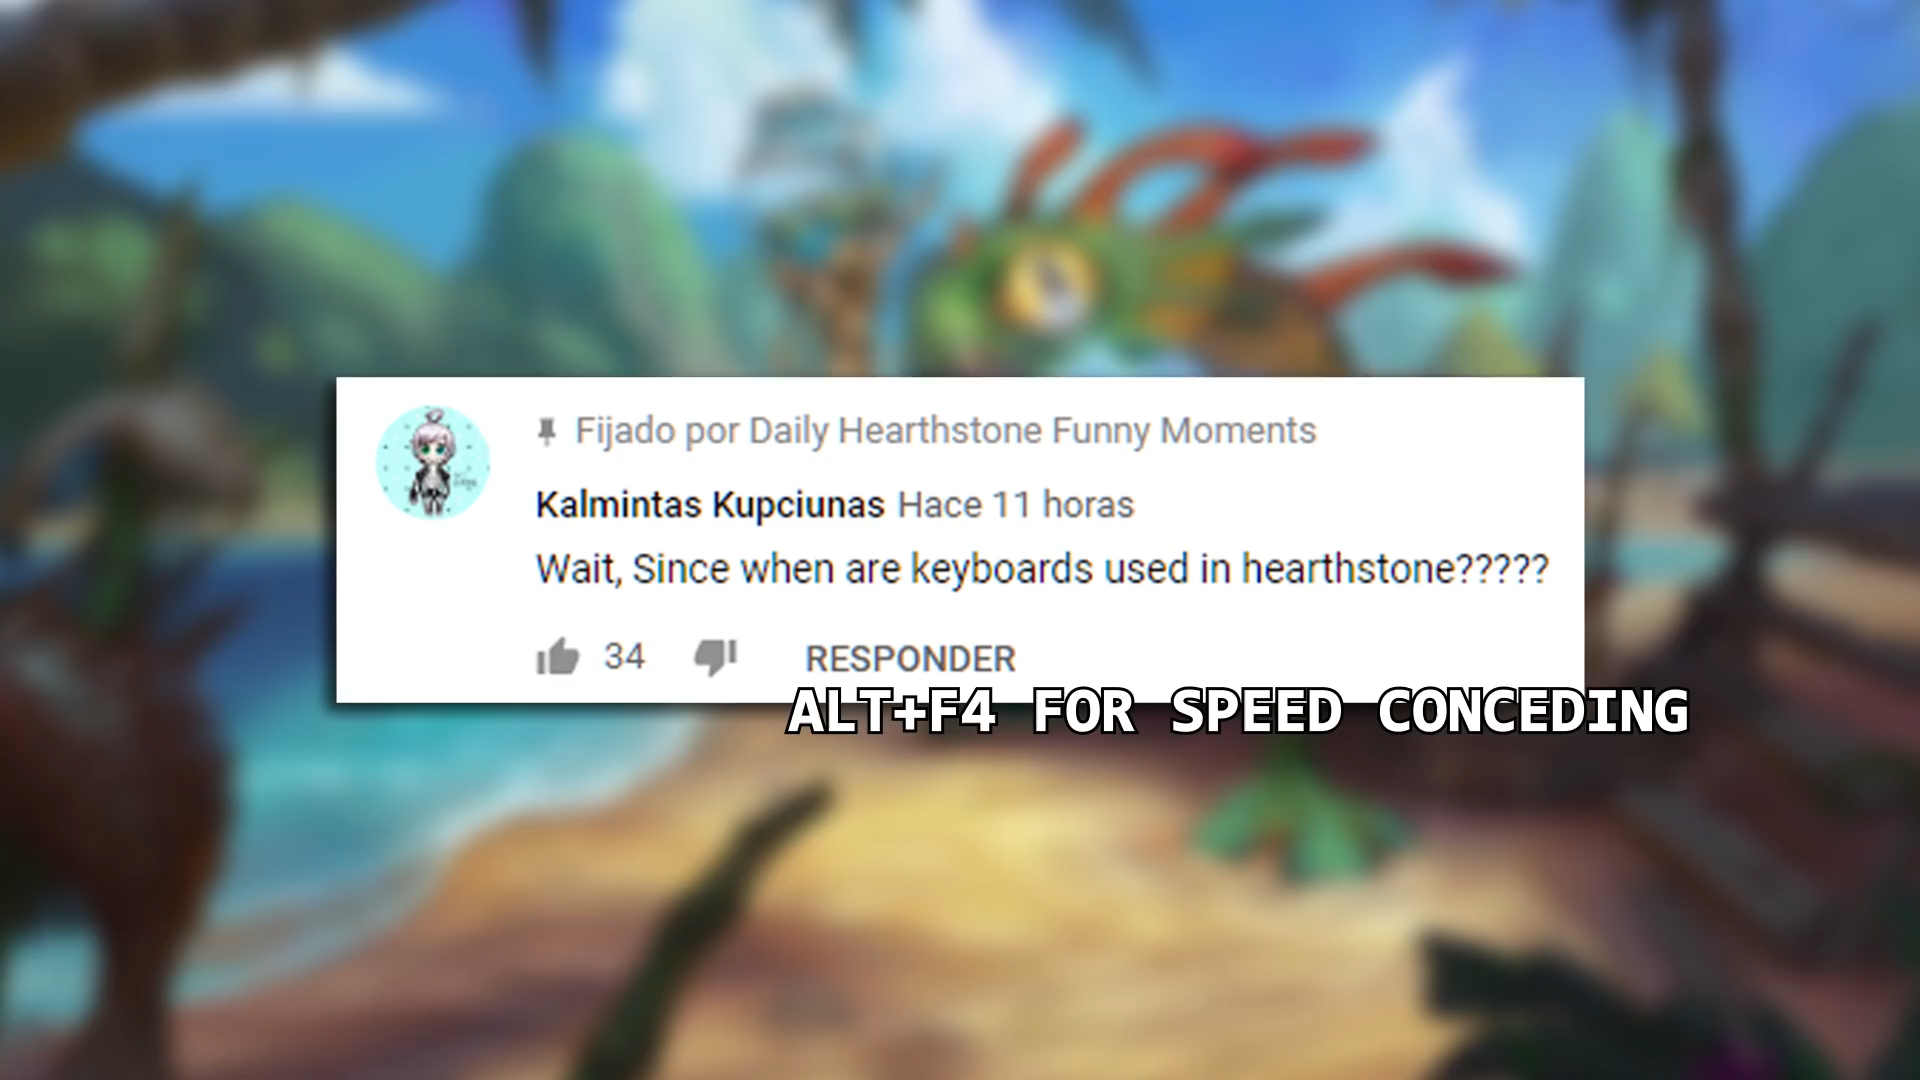 Fijado por Daily Hearthstone Funny Moments
Kalmintas Kupciunas Hace 11 horas
Wait, Since when are keyboards used in hearthstone?????
34 RESPONDER
ALT+F4 FOR SPEED CONCEDING